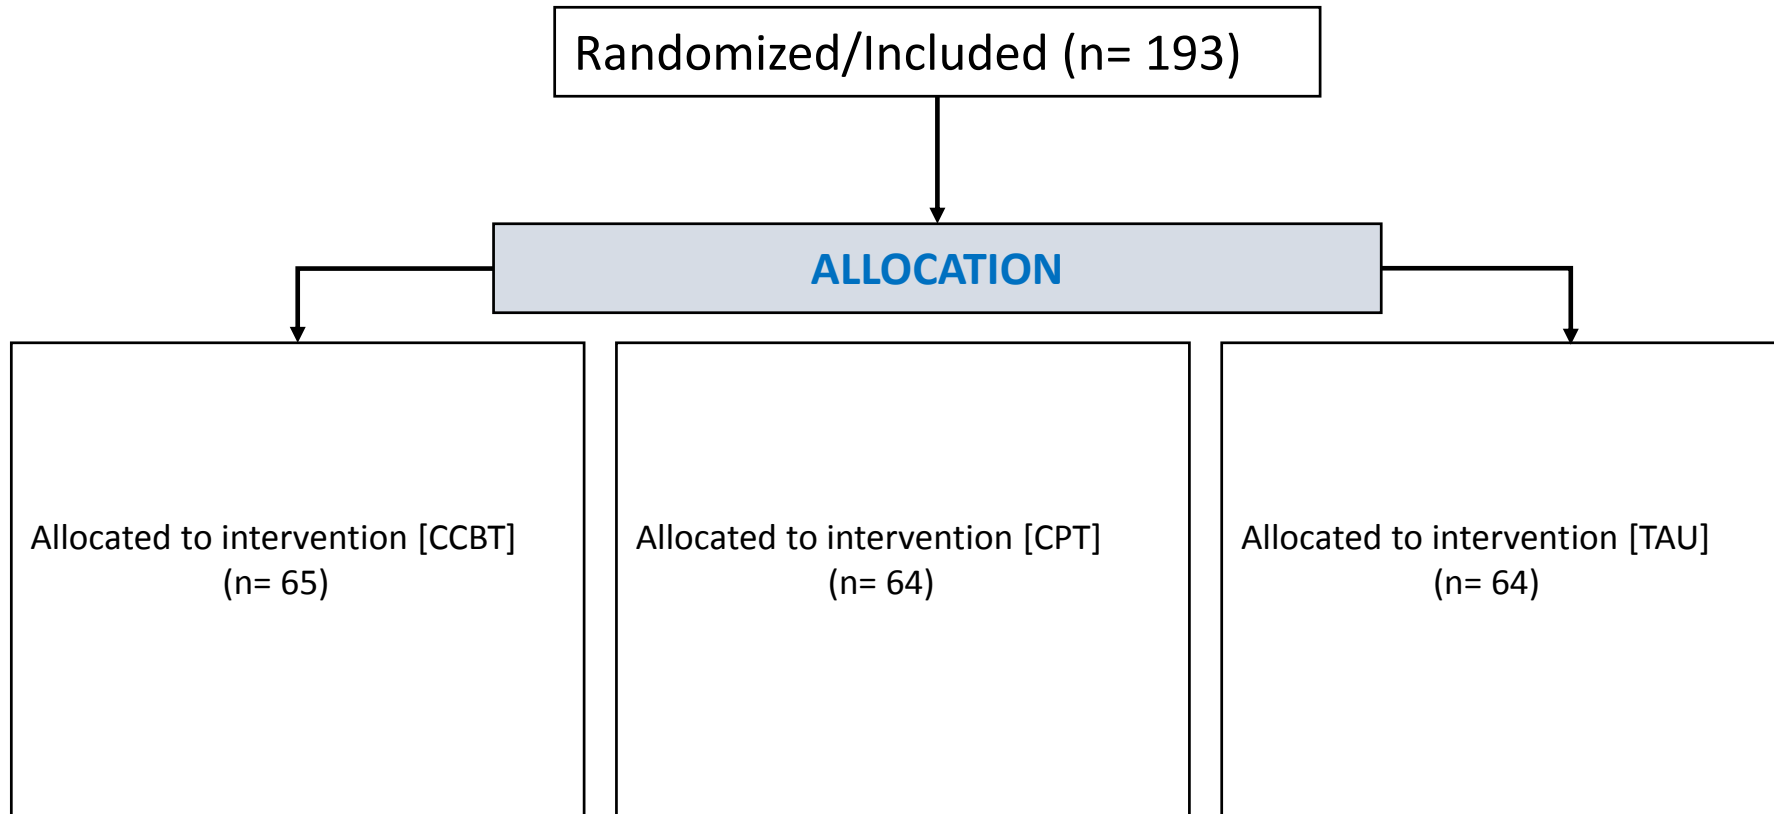 Randomized/Included (n= 193)
ALLOCATION
Allocated to intervention [CCBT]
(n= 65)
Allocated to intervention [CPT]
(n= 64)
Allocated to intervention [TAU]
(n= 64)